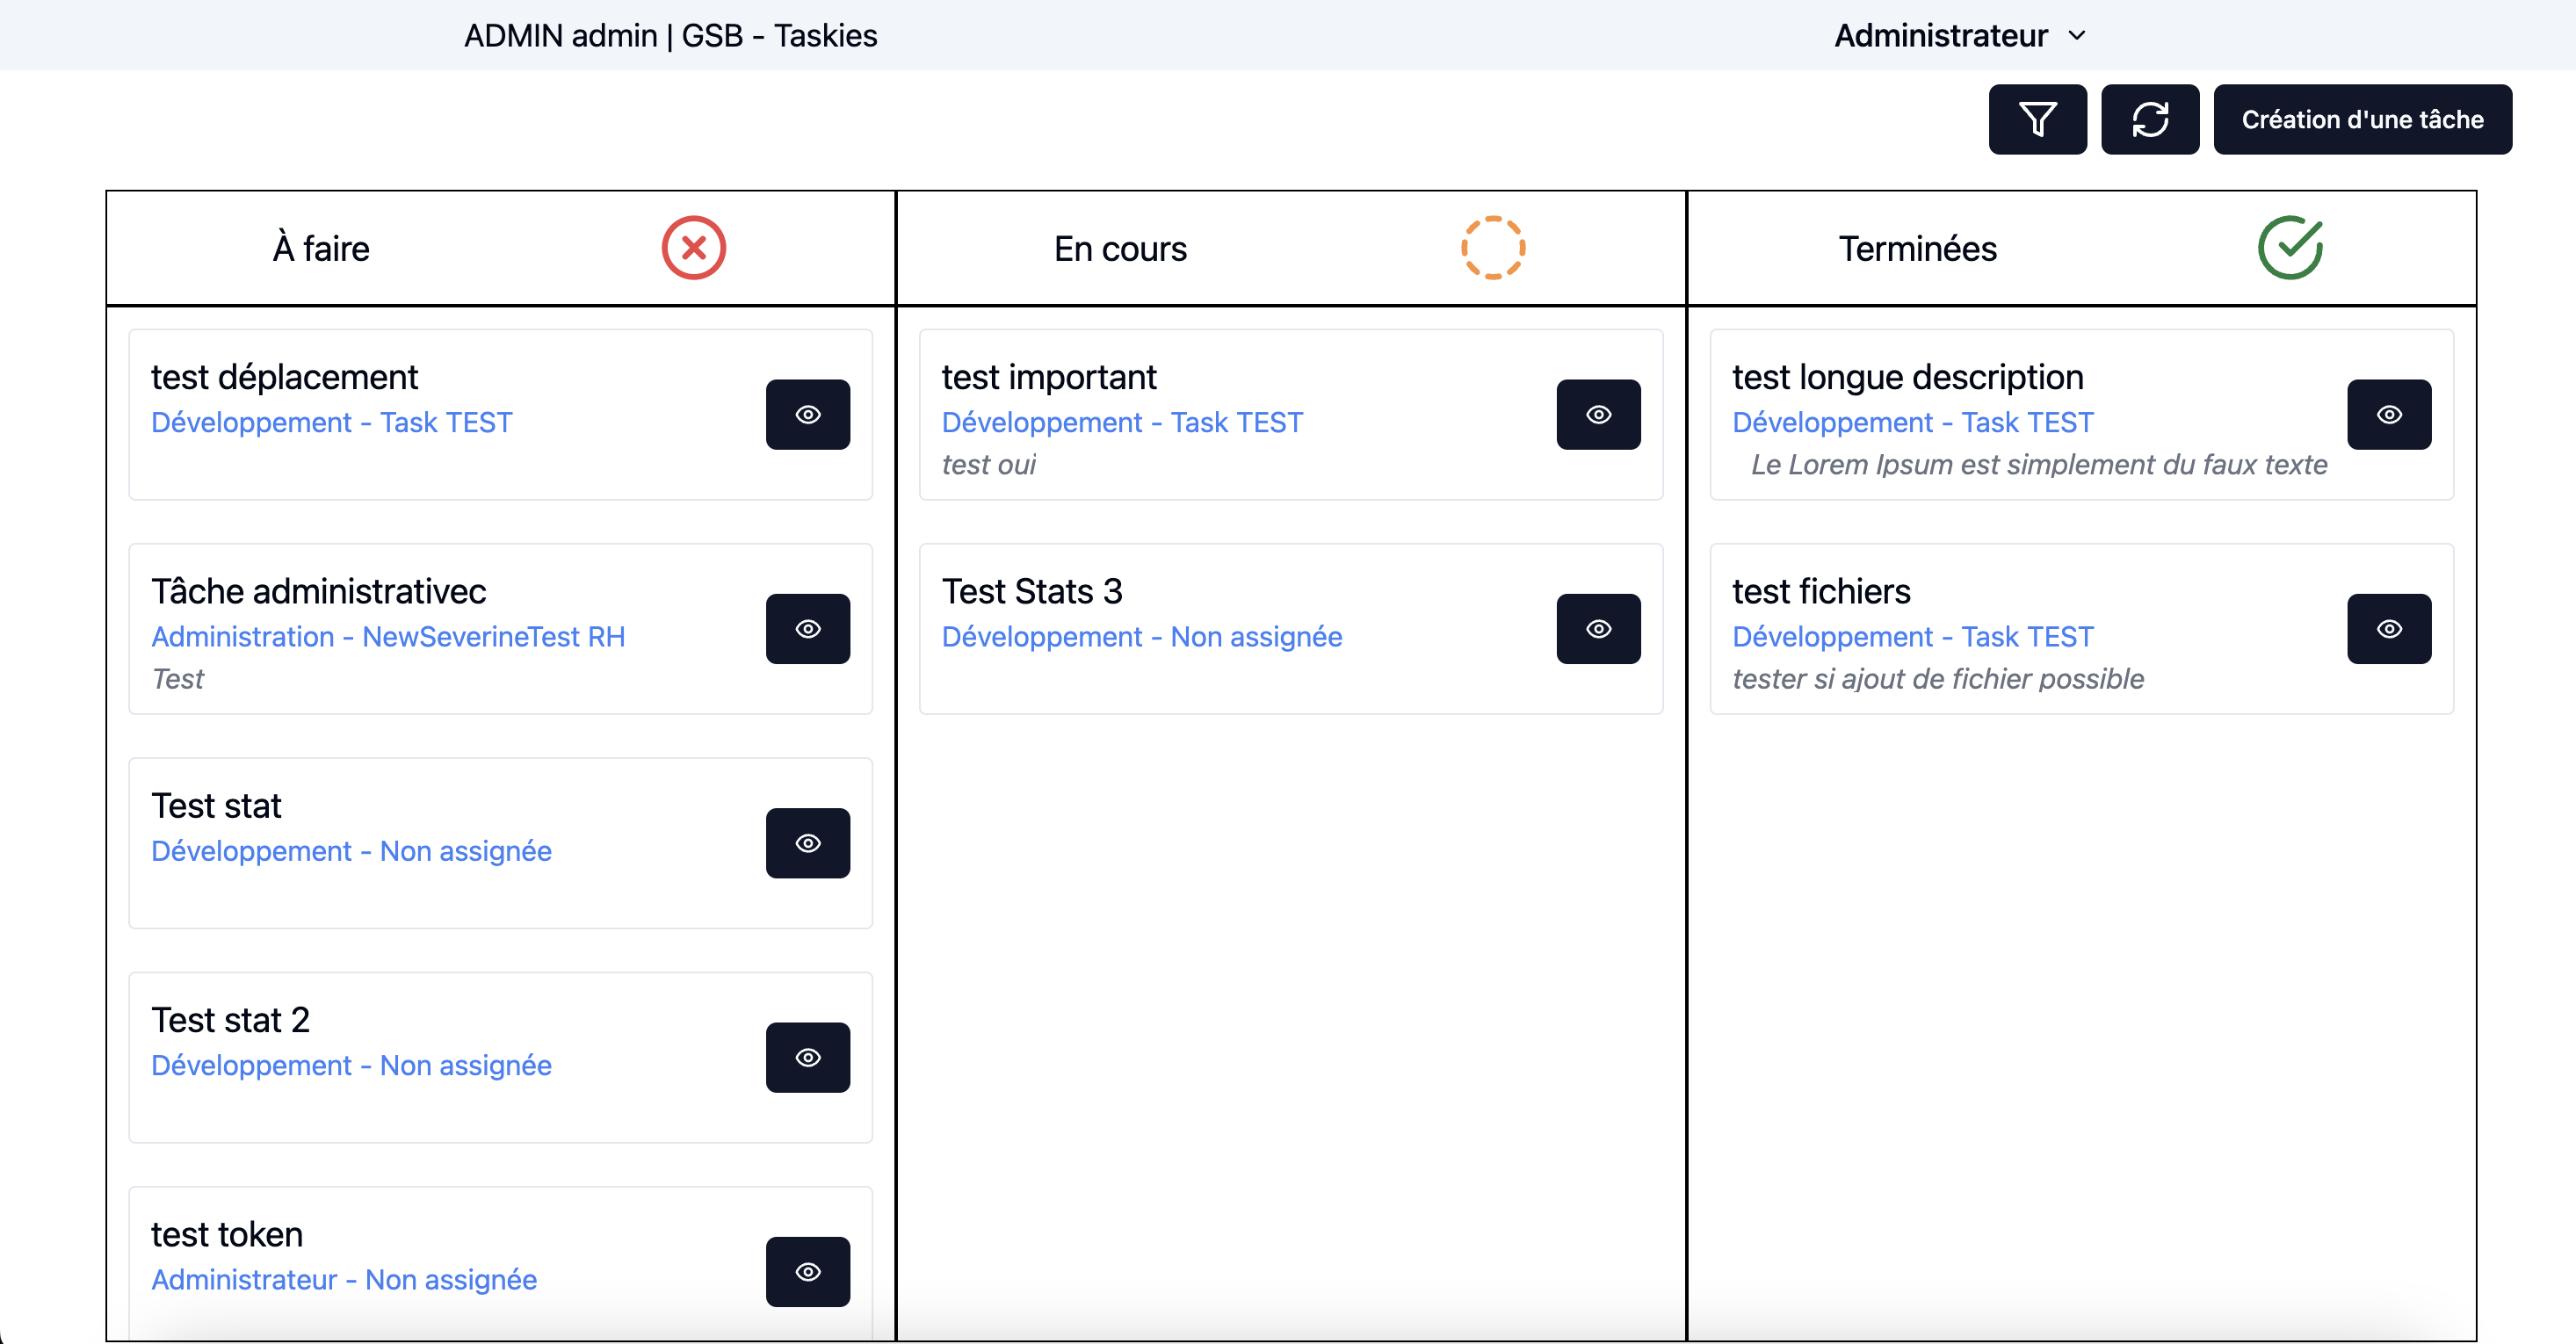 ADMIN admin | GSB - Taskies
Administrateur
Création d'une tâche
À faire
En cours
Terminées
test déplacement
Développement - Task TEST
Tâche administrativec
Administration - NewSeverineTest RH
Test
Test stat
Développement - Non assignée
Test stat 2
Développement - Non assignée
test token
Administrateur - Non assignée
test important
Développement - Task TEST
test oui
Test Stats 3
Développement - Non assignée
test longue description
Développement - Task TEST
Le Lorem Ipsum est simplement du faux texte
test fichiers
Développement - Task TEST
tester si ajout de fichier possible